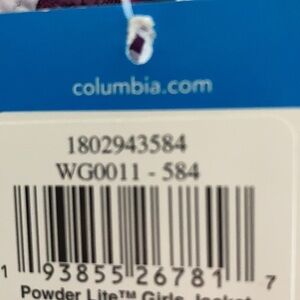 columbia.com
1802943584
WG0011 - 584
1 93855 26781 7
Powder Lite™ Girls Jacket